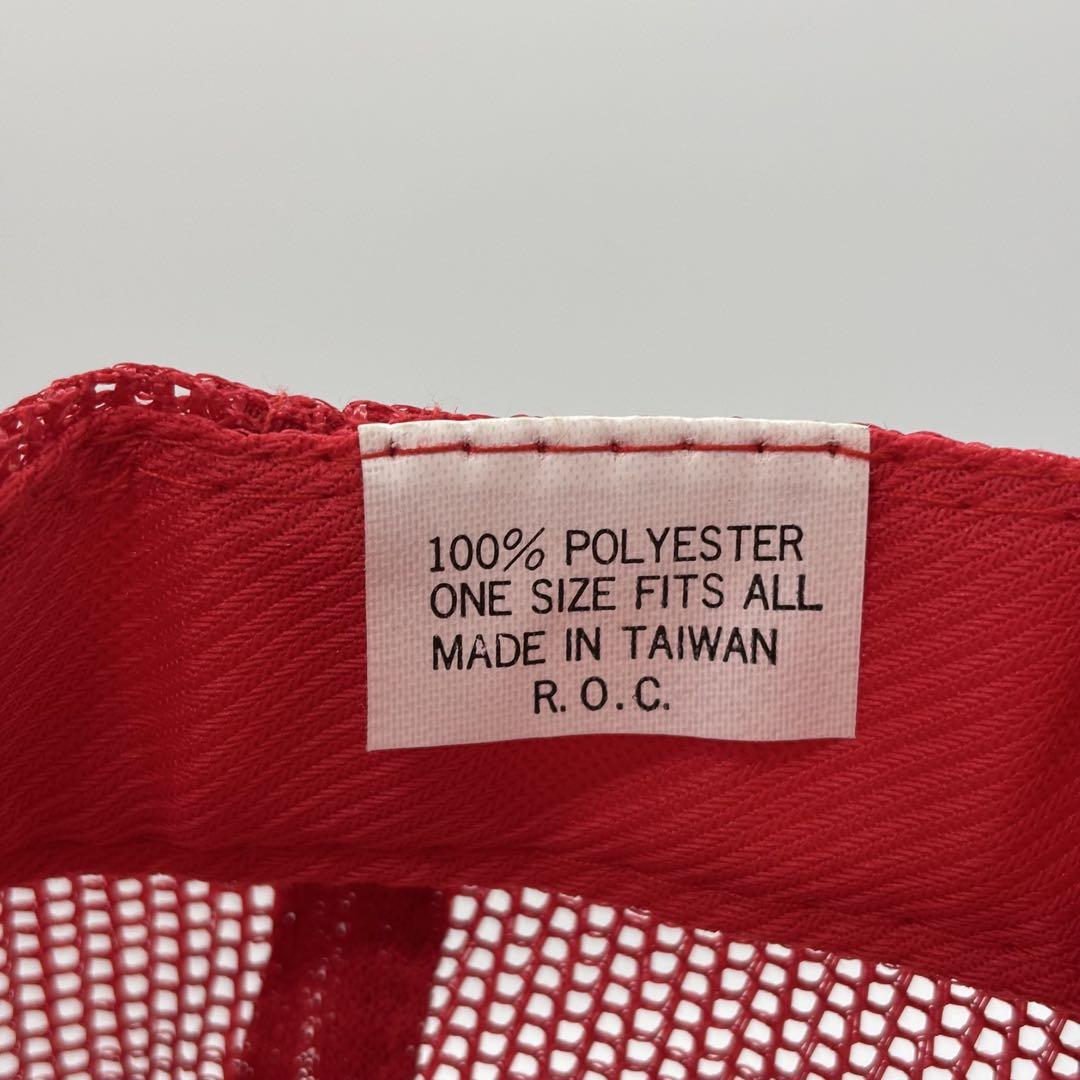 100% POLYESTER
ONE SIZE FITS ALL
MADE IN TAIWAN
R.O.C.